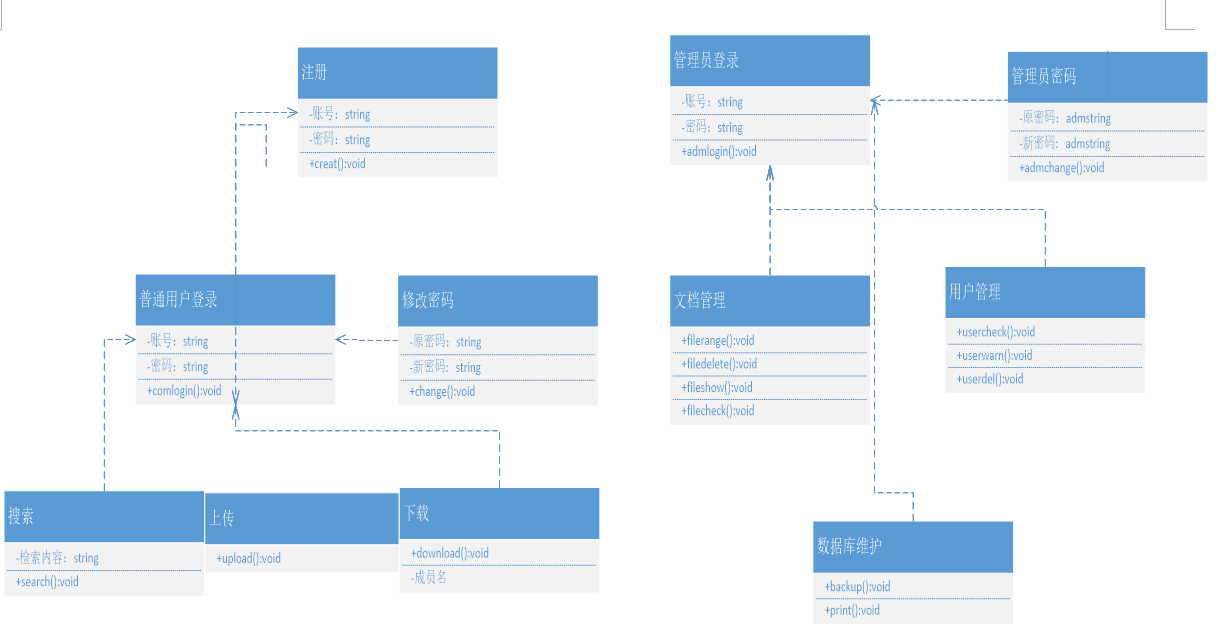 注册
-账号：string
-密码：string
+creat():void
普通用户登录
-账号：string
-密码：string
+comlogin():void
修改密码
-原密码：string
-新密码：string
+change():void
搜索
-检索内容：string
+search():void
上传
+upload():void
下载
+download():void
-成员名
管理员登录
-账号：string
-密码：string
+admlogin():void
管理员密码
-原密码：admstring
-新密码：admstring
+admchange():void
文档管理
+filerange():void
+filedelete():void
+fileshow():void
+filecheck():void
用户管理
+usercheck():void
+userwarn():void
+userdel():void
数据库维护
+backup():void
+print():void